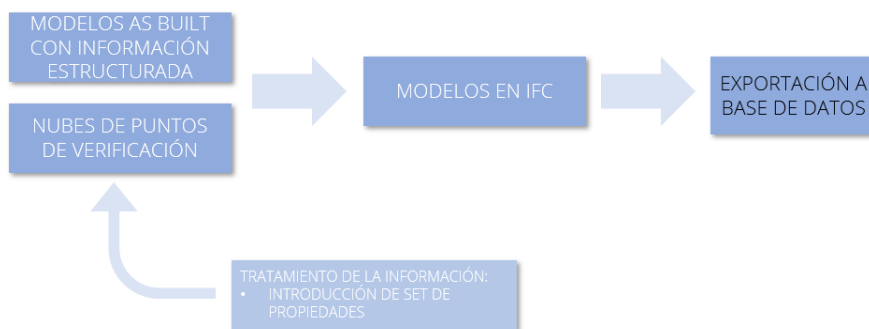 MODELOS AS BUILT
CON INFORMACIÓN
ESTRUCTURADA
NUBES DE PUNTOS
DE VERIFICACIÓN
MODELOS EN IFC
EXPORTACIÓN A
BASE DE DATOS
TRATAMIENTO DE LA INFORMACIÓN:
• INTRODUCCIÓN DE SET DE
PROPIEDADES